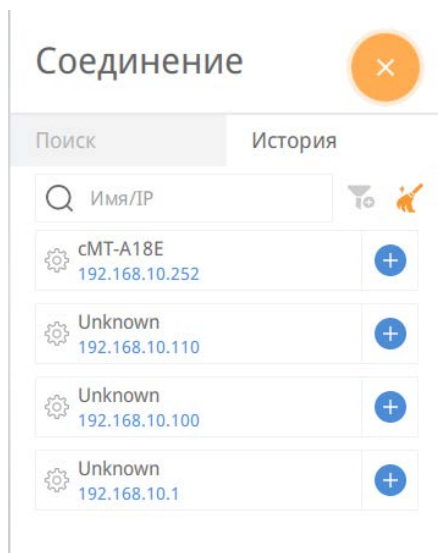 Соединение
Поиск
История
Имя/IP
cMT-A18E
192.168.10.252
Unknown
192.168.10.110
Unknown
192.168.10.100
Unknown
192.168.10.1